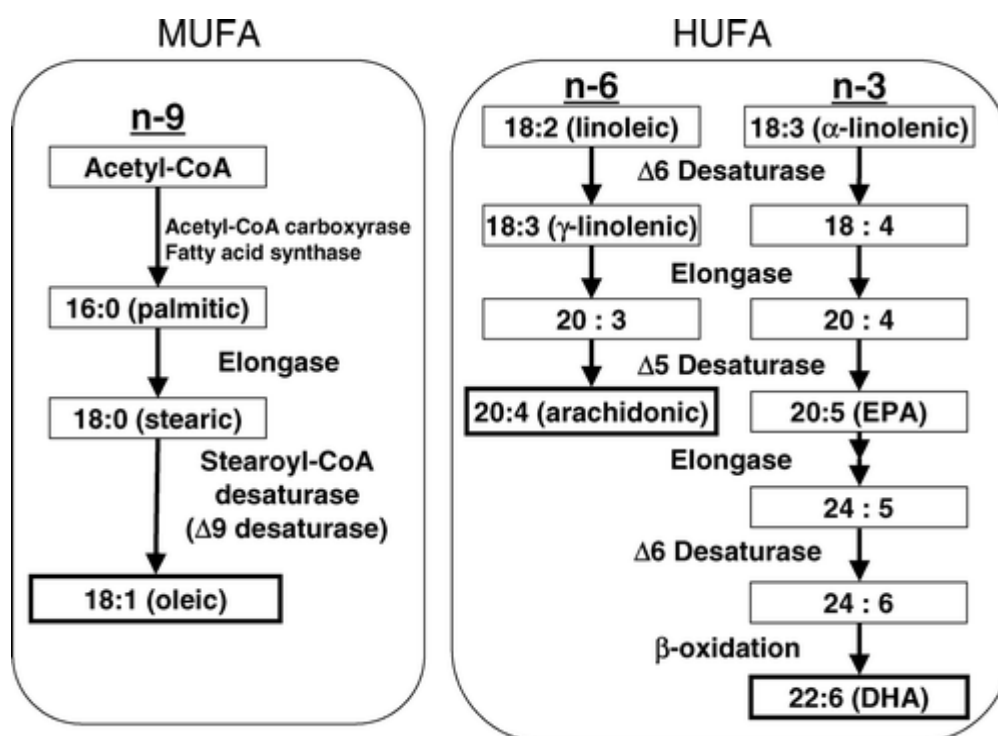 MUFA
n-9
Acetyl-CoA
Acetyl-CoA carboxyrase
Fatty acid synthase
16:0 (palmitic)
Elongase
18:0 (stearic)
Stearoyl-CoA
desaturase
(Δ9 desaturase)
18:1 (oleic)
HUFA
n-6
n-3
18:2 (linoleic)
18:3 (α-linolenic)
Δ6 Desaturase
18:3 (γ-linolenic)
18 : 4
Elongase
20 : 3
20 : 4
Δ5 Desaturase
20:4 (arachidonic)
20:5 (EPA)
Elongase
24 : 5
Δ6 Desaturase
24 : 6
β-oxidation
22:6 (DHA)